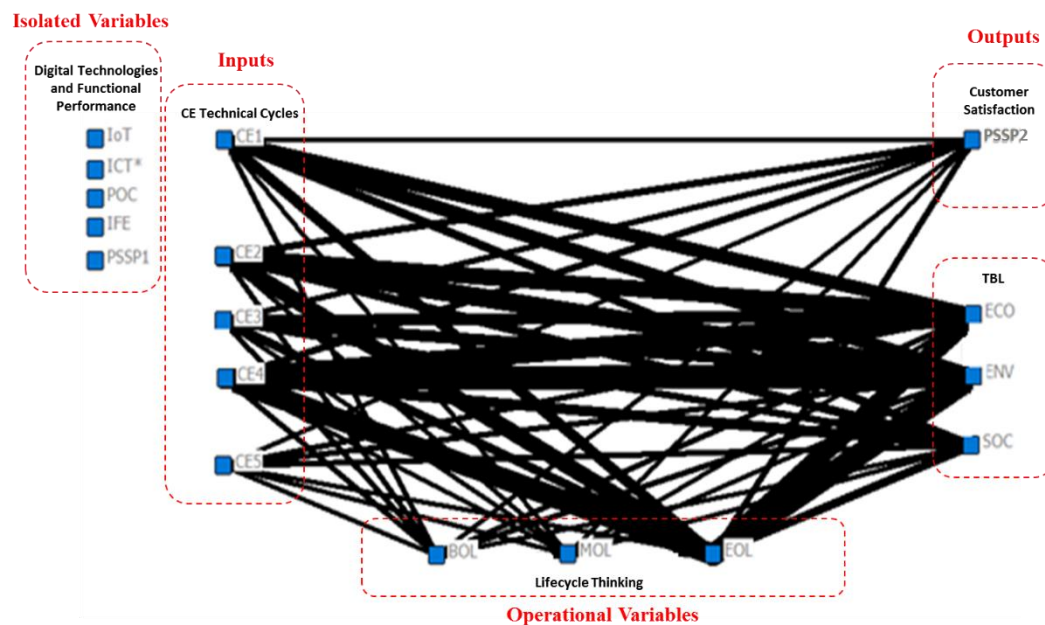 Isolated Variables
Digital Technologies
and Functional
Performance
IoT
ICT*
POC
IFE
PSSP1
Inputs
CE Technical Cycles
CE1
CE2
CE3
CE4
CE5
Outputs
Customer
Satisfaction
PSSP2
TBL
ECO
ENV
SOC
BOL
MOL
EOL
Lifecycle Thinking
Operational Variables